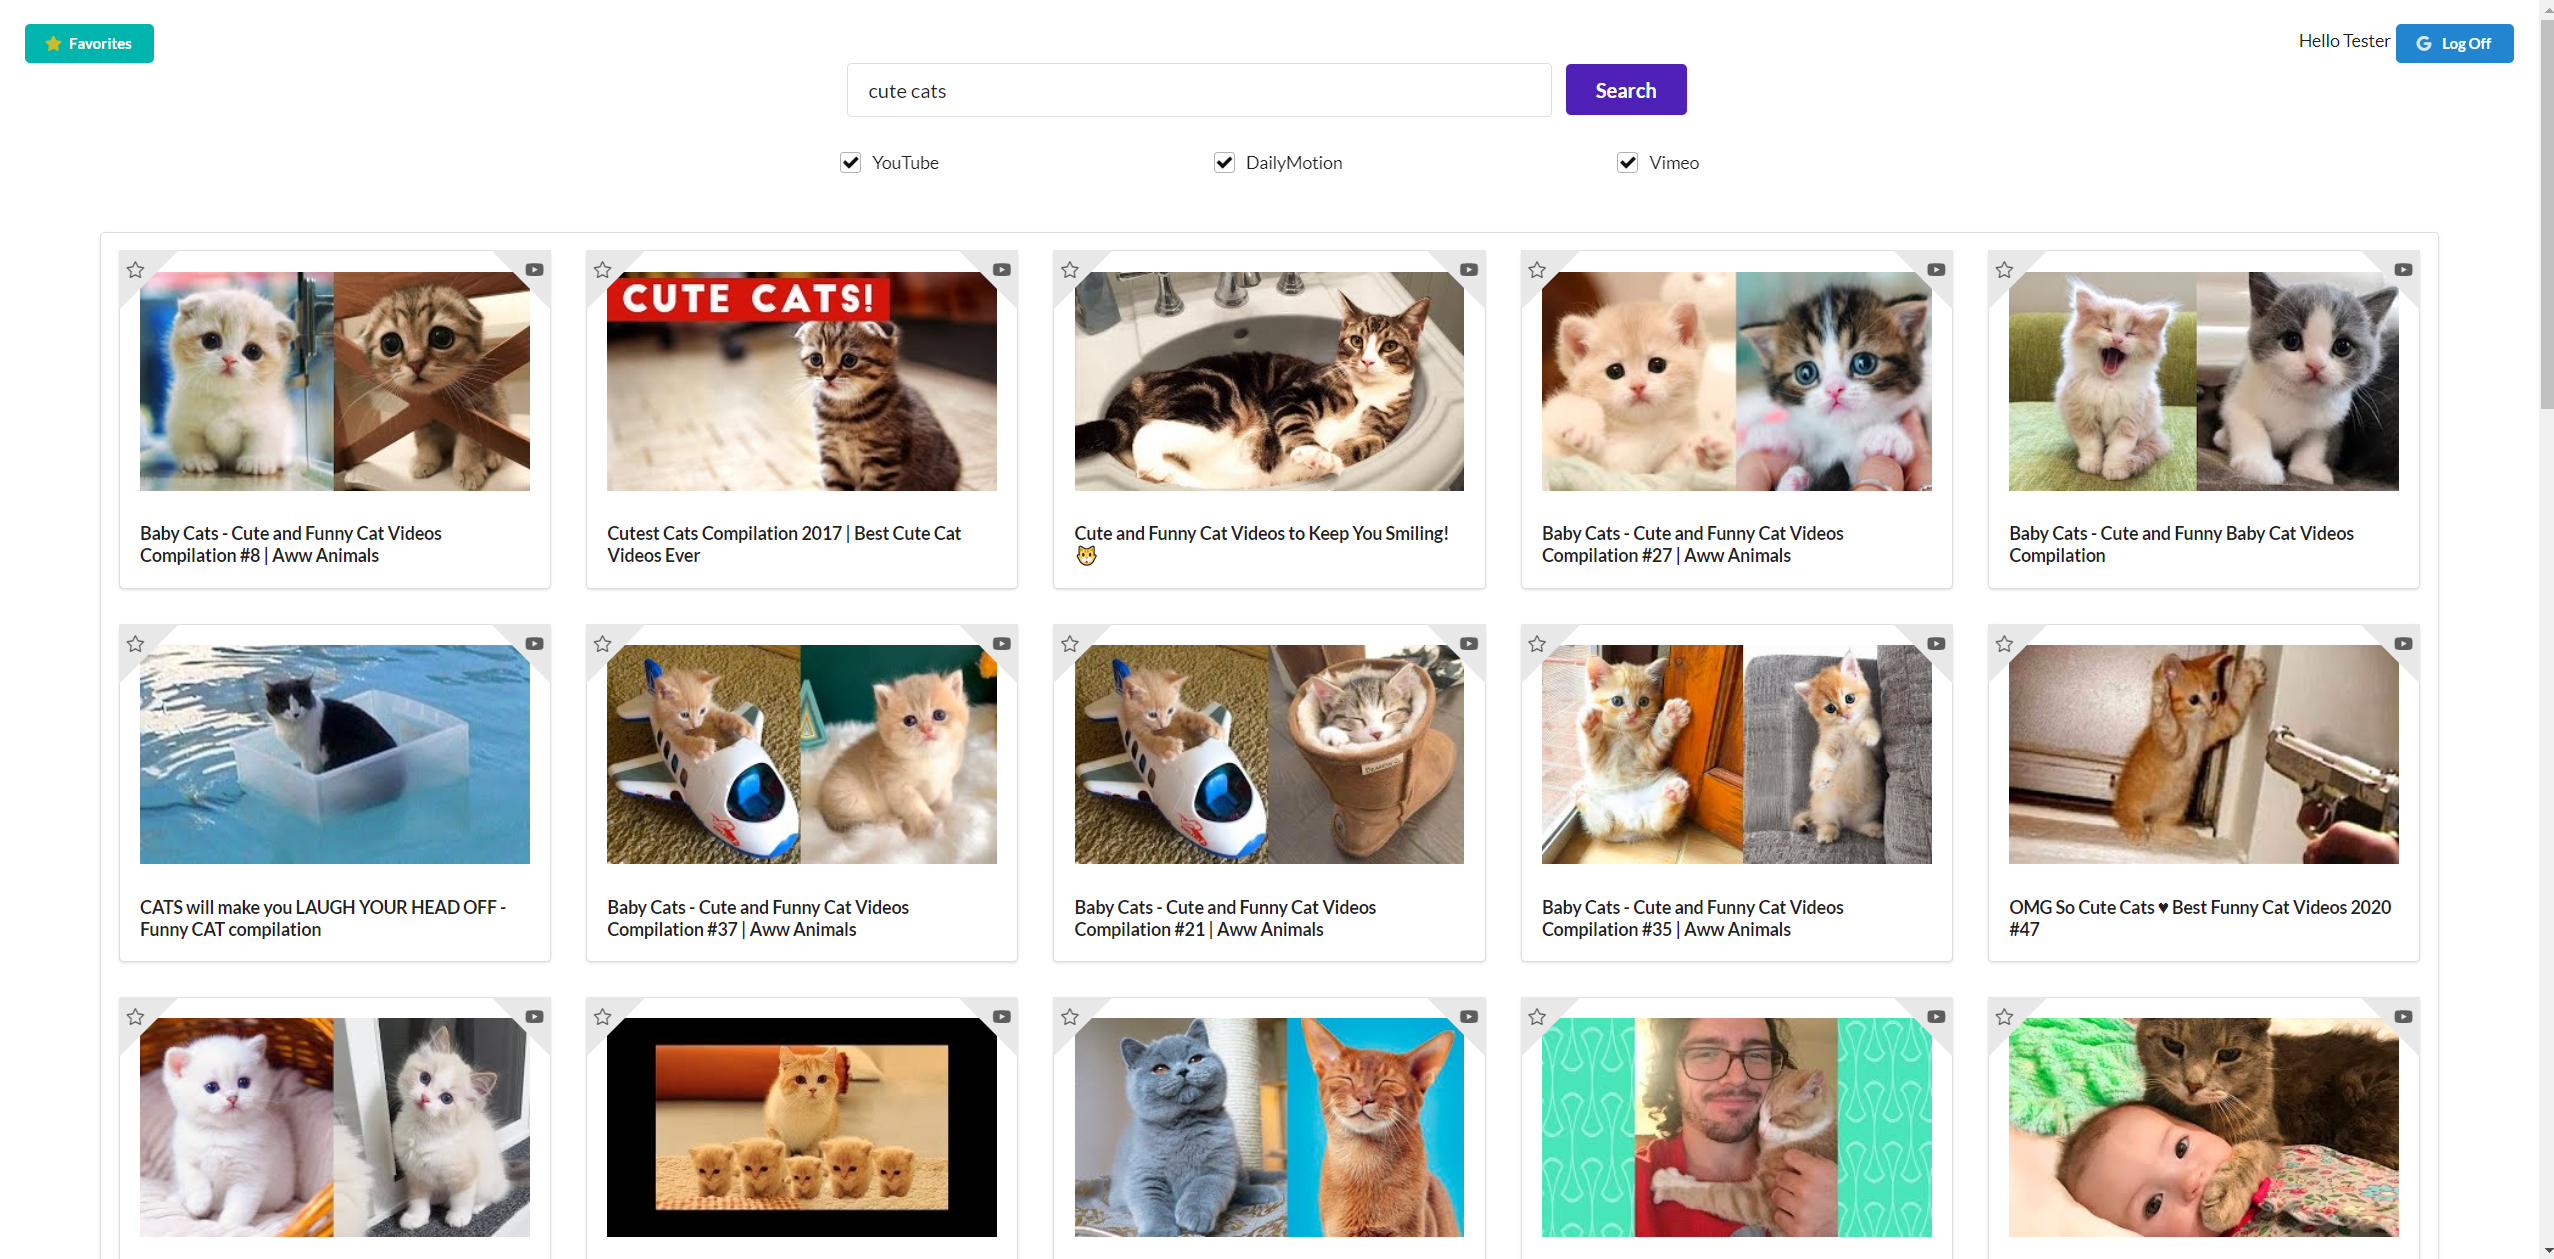 Favorites
Hello Tester
Log Off
cute cats
Search
YouTube
DailyMotion
Vimeo
CUTE CATS!
Baby Cats - Cute and Funny Cat Videos
Compilation #8 | Aww Animals
Cutest Cats Compilation 2017 | Best Cute Cat
Videos Ever
Cute and Funny Cat Videos to Keep You Smiling!
🐱
Baby Cats - Cute and Funny Cat Videos
Compilation #27 | Aww Animals
Baby Cats - Cute and Funny Baby Cat Videos
Compilation
CATS will make you LAUGH YOUR HEAD OFF -
Funny CAT compilation
Baby Cats - Cute and Funny Cat Videos
Compilation #37 | Aww Animals
Baby Cats - Cute and Funny Cat Videos
Compilation #21 | Aww Animals
Baby Cats - Cute and Funny Cat Videos
Compilation #35 | Aww Animals
OMG So Cute Cats ♥ Best Funny Cat Videos 2020
#47